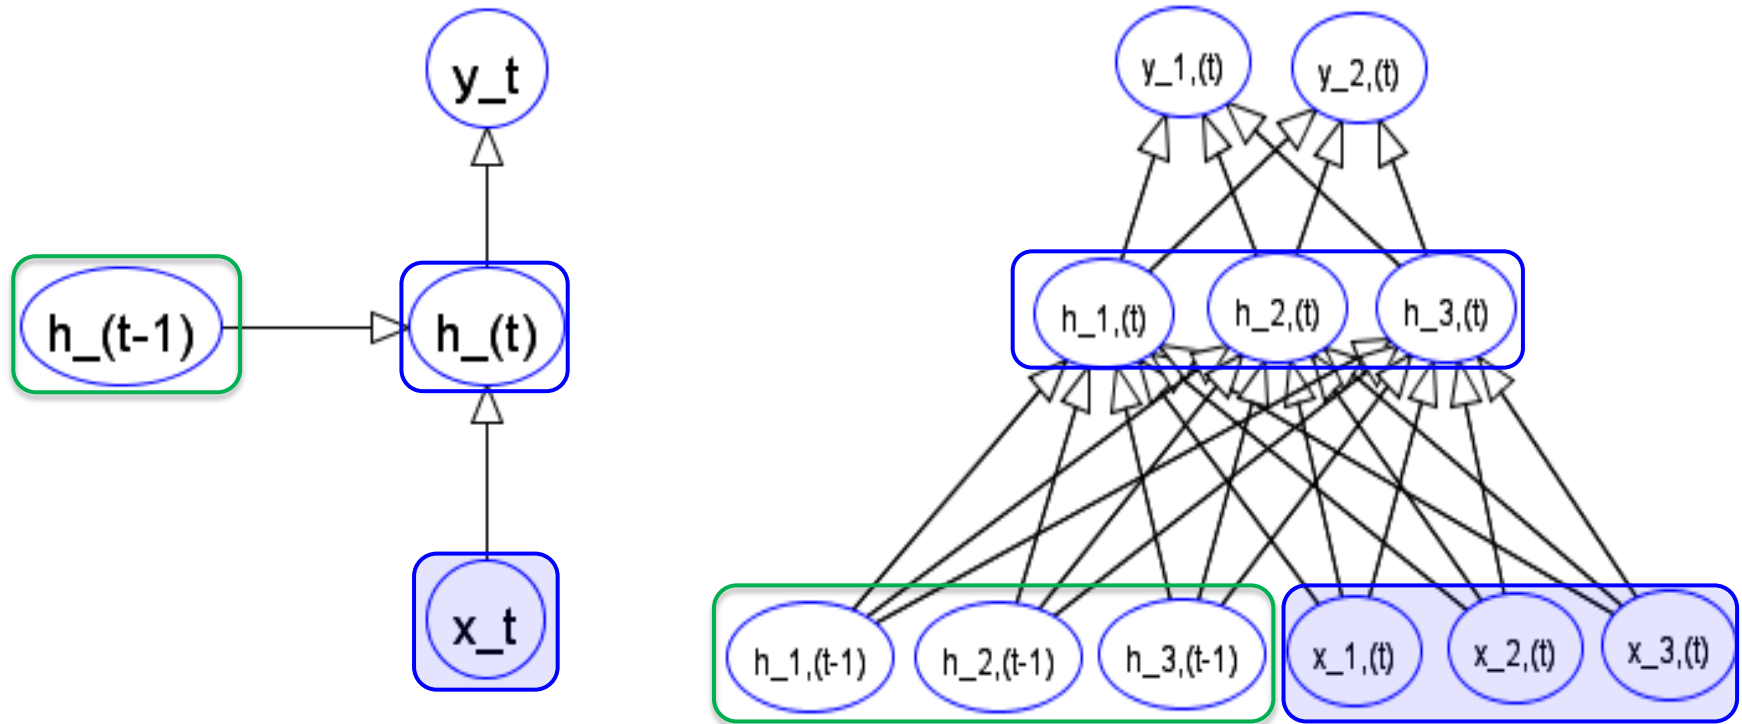 y_t
h_(t-1)
h_(t)
x_t
y_1,(t)
y_2,(t)
h_1,(t)
h_2,(t)
h_3,(t)
h_1,(t-1)
h_2,(t-1)
h_3,(t-1)
x_1,(t)
x_2,(t)
x_3,(t)